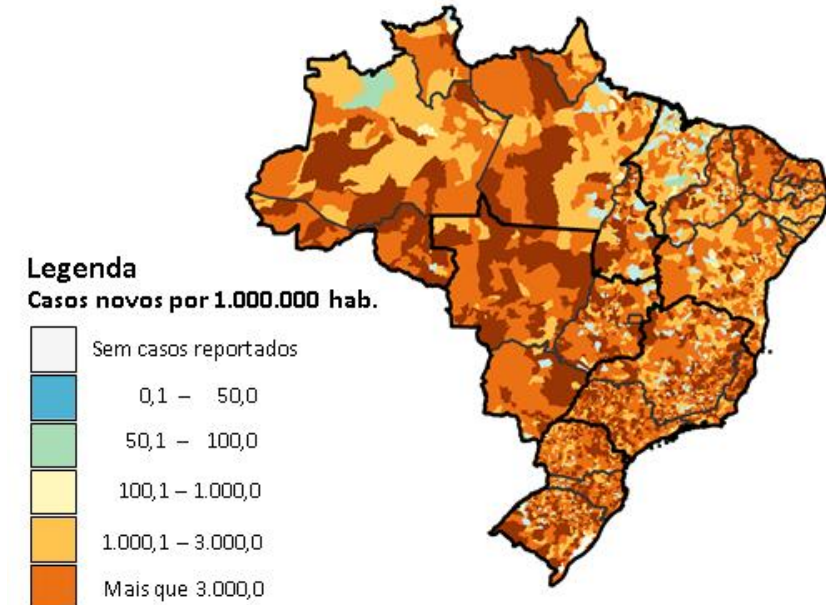 Legenda
Casos novos por 1.000.000 hab.
Sem casos reportados
0,1 – 50,0
50,1 – 100,0
100,1 – 1.000,0
1.000,1 – 3.000,0
Mais que 3.000,0